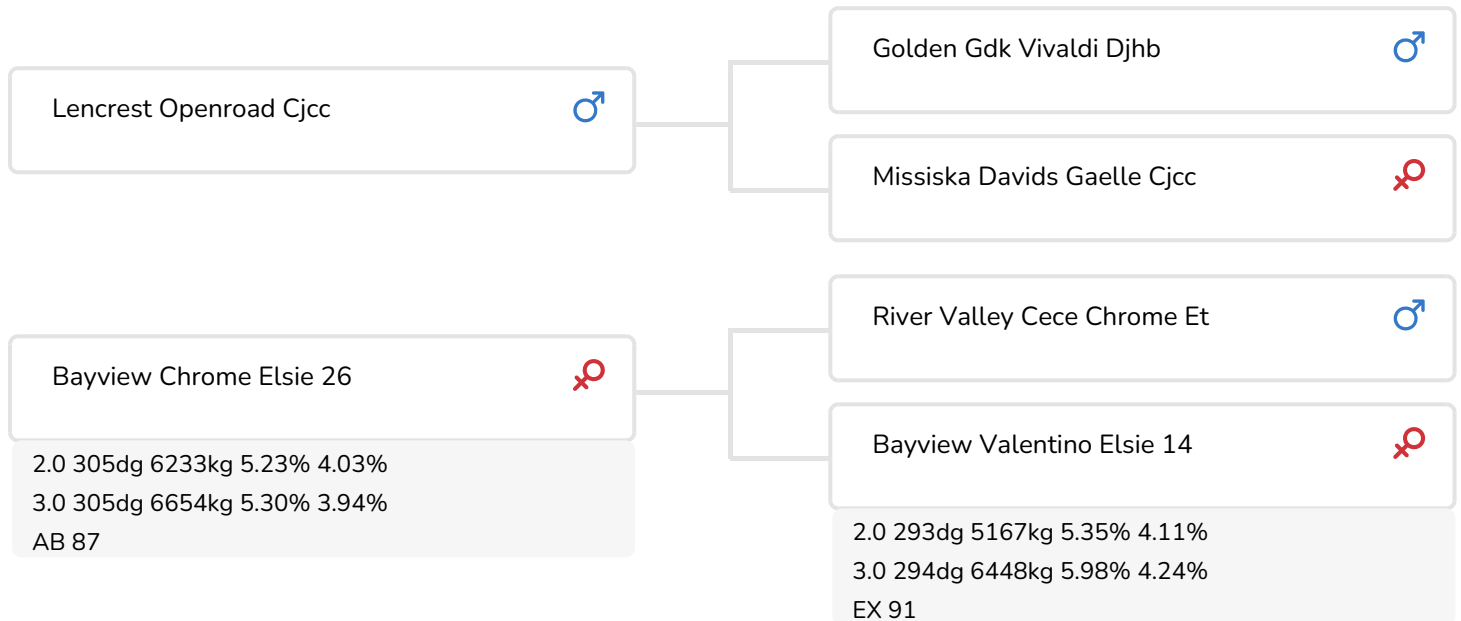 Lencrest Openroad Cjcc
Golden Gdk Vivaldi Djhb
Missiska Davids Gaelle Cjcc
Bayview Chrome Elsie 26
2.0 305dg 6233kg 5.23% 4.03%
3.0 305dg 6654kg 5.30% 3.94%
AB 87
River Valley Cece Chrome Et
Bayview Valentino Elsie 14
2.0 293dg 5167kg 5.35% 4.11%
3.0 294dg 6448kg 5.98% 4.24%
EX 91